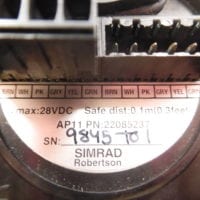 BRN WH PK GRY YEL GRN BRN WH PK GRY YEL
max:28VDC Safe dist:0.1m(0.3feet)
AP11 PN:22085237
SN: 9845-T01
SIMRAD
Robertson